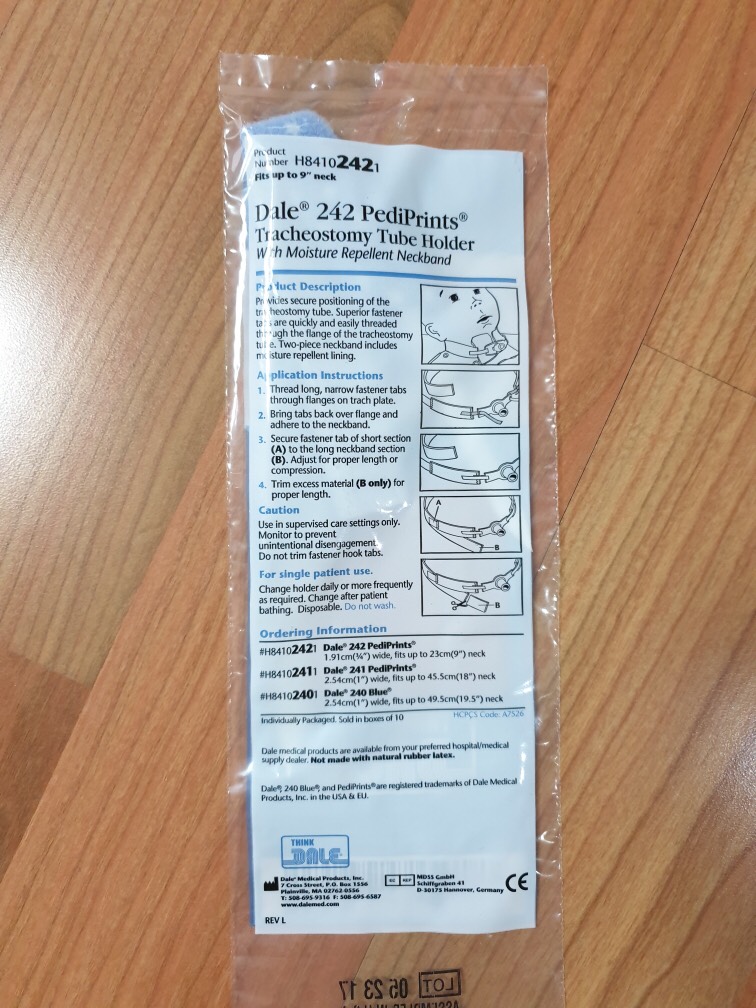 Product
Number H84102421
Fits up to 9" neck
Dale® 242 PediPrints®
Tracheostomy Tube Holder
With Moisture Repellent Neckband
Product Description
Provides secure positioning of the
tracheostomy tube. Superior fastener
tabs are quickly and easily threaded
through the flange of the tracheostomy
tube. Two-piece neckband includes
moisture repellent lining.
Application Instructions
1. Thread long, narrow fastener tabs
through flanges on trach plate.
2. Bring tabs back over flange and
adhere to the neckband.
3. Secure fastener tab of short section
(A) to the long neckband section
(B). Adjust for proper length or
compression.
4. Trim excess material (B only) for
proper length.
A
B
B
Caution
Use in supervised care settings only.
Monitor to prevent
unintentional disengagement.
Do not trim fastener hook tabs.
For single patient use.
Change holder daily or more frequently
as required. Change after patient
bathing. Disposable. Do not wash.
Ordering Information
#H84102421 Dale® 242 PediPrints®
1.91cm(¾") wide, fits up to 23cm(9") neck
#H84102411 Dale® 241 PediPrints®
2.54cm(1") wide, fits up to 45.5cm(18") neck
#H84102401 Dale® 240 Blue®
2.54cm(1") wide, fits up to 49.5cm(19.5") neck
Individually Packaged. Sold in boxes of 10
HCPCS Code: A7526
Dale medical products are available from your preferred hospital/medical
supply dealer. Not made with natural rubber latex.
Dale®, 240 Blue®, and PediPrints® are registered trademarks of Dale Medical
Products, Inc. in the USA & EU.
THINK
DALE®
Dale® Medical Products, Inc.
7 Cross Street, P.O. Box 1556
Plainville, MA 02762-0556
T: 508-695-9316 F: 508-695-6587
www.dalemed.com
EC REP
MDSS GmbH
Schiffgraben 41
D-30175 Hannover, Germany
CE
REV L
LOT 05 23 17